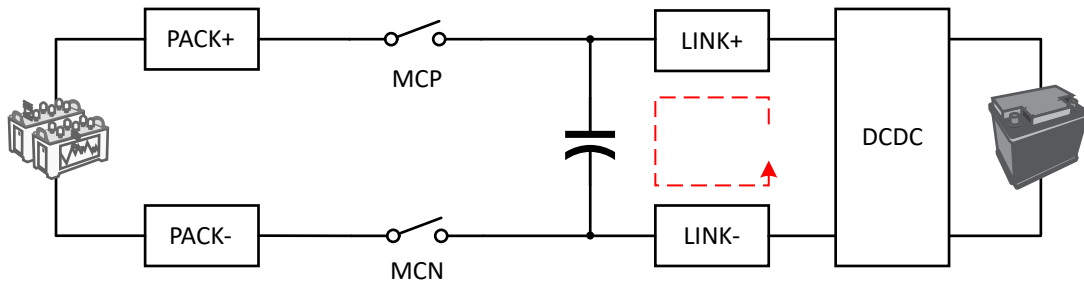 PACK+
LINK+
MCP
DCDC
PACK-
LINK-
MCN